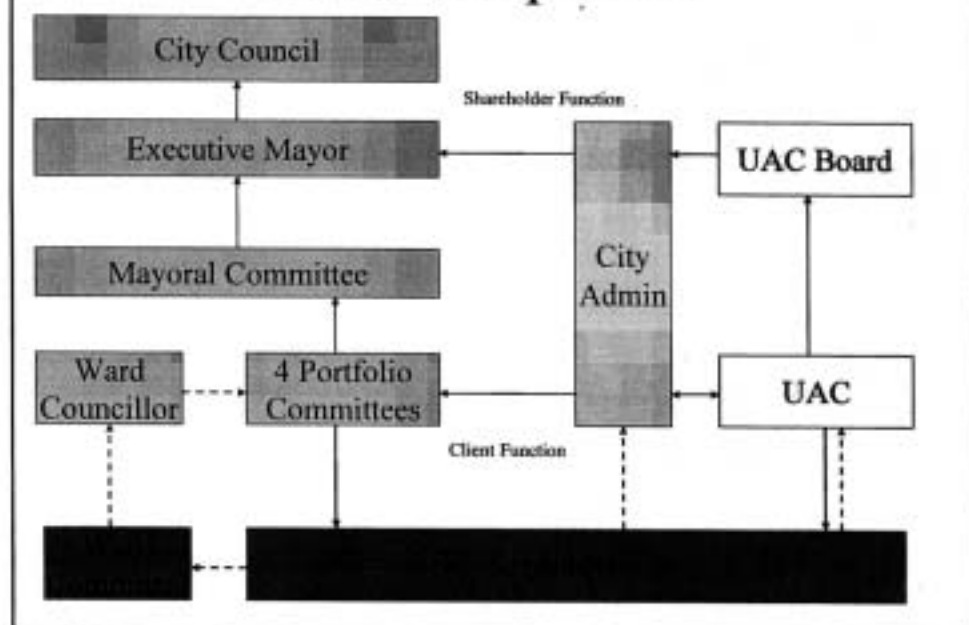 City Council
Shareholder Function
Executive Mayor
UAC Board
Mayoral Committee
City
Admin
Ward
Councillor
4 Portfolio
Committees
UAC
Client Function